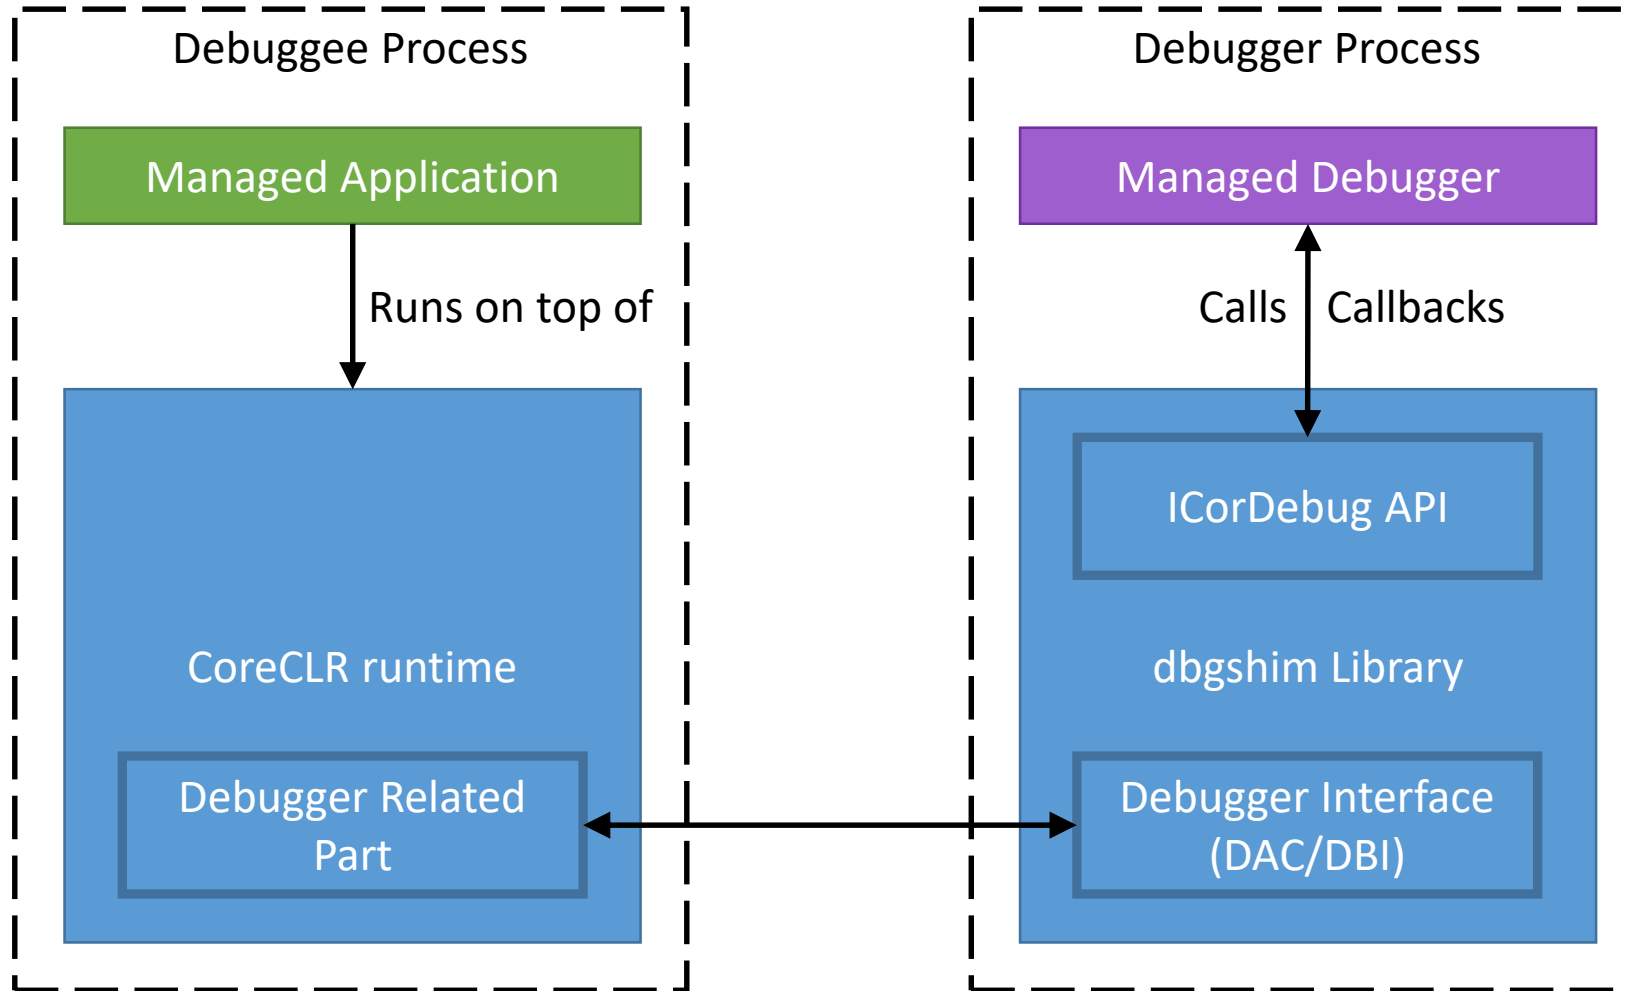 Debuggee Process
Managed Application
Runs on top of
CoreCLR runtime
Debugger Related
Part
Debugger Process
Managed Debugger
Calls
Callbacks
ICorDebug API
dbgshim Library
Debugger Interface
(DAC/DBI)